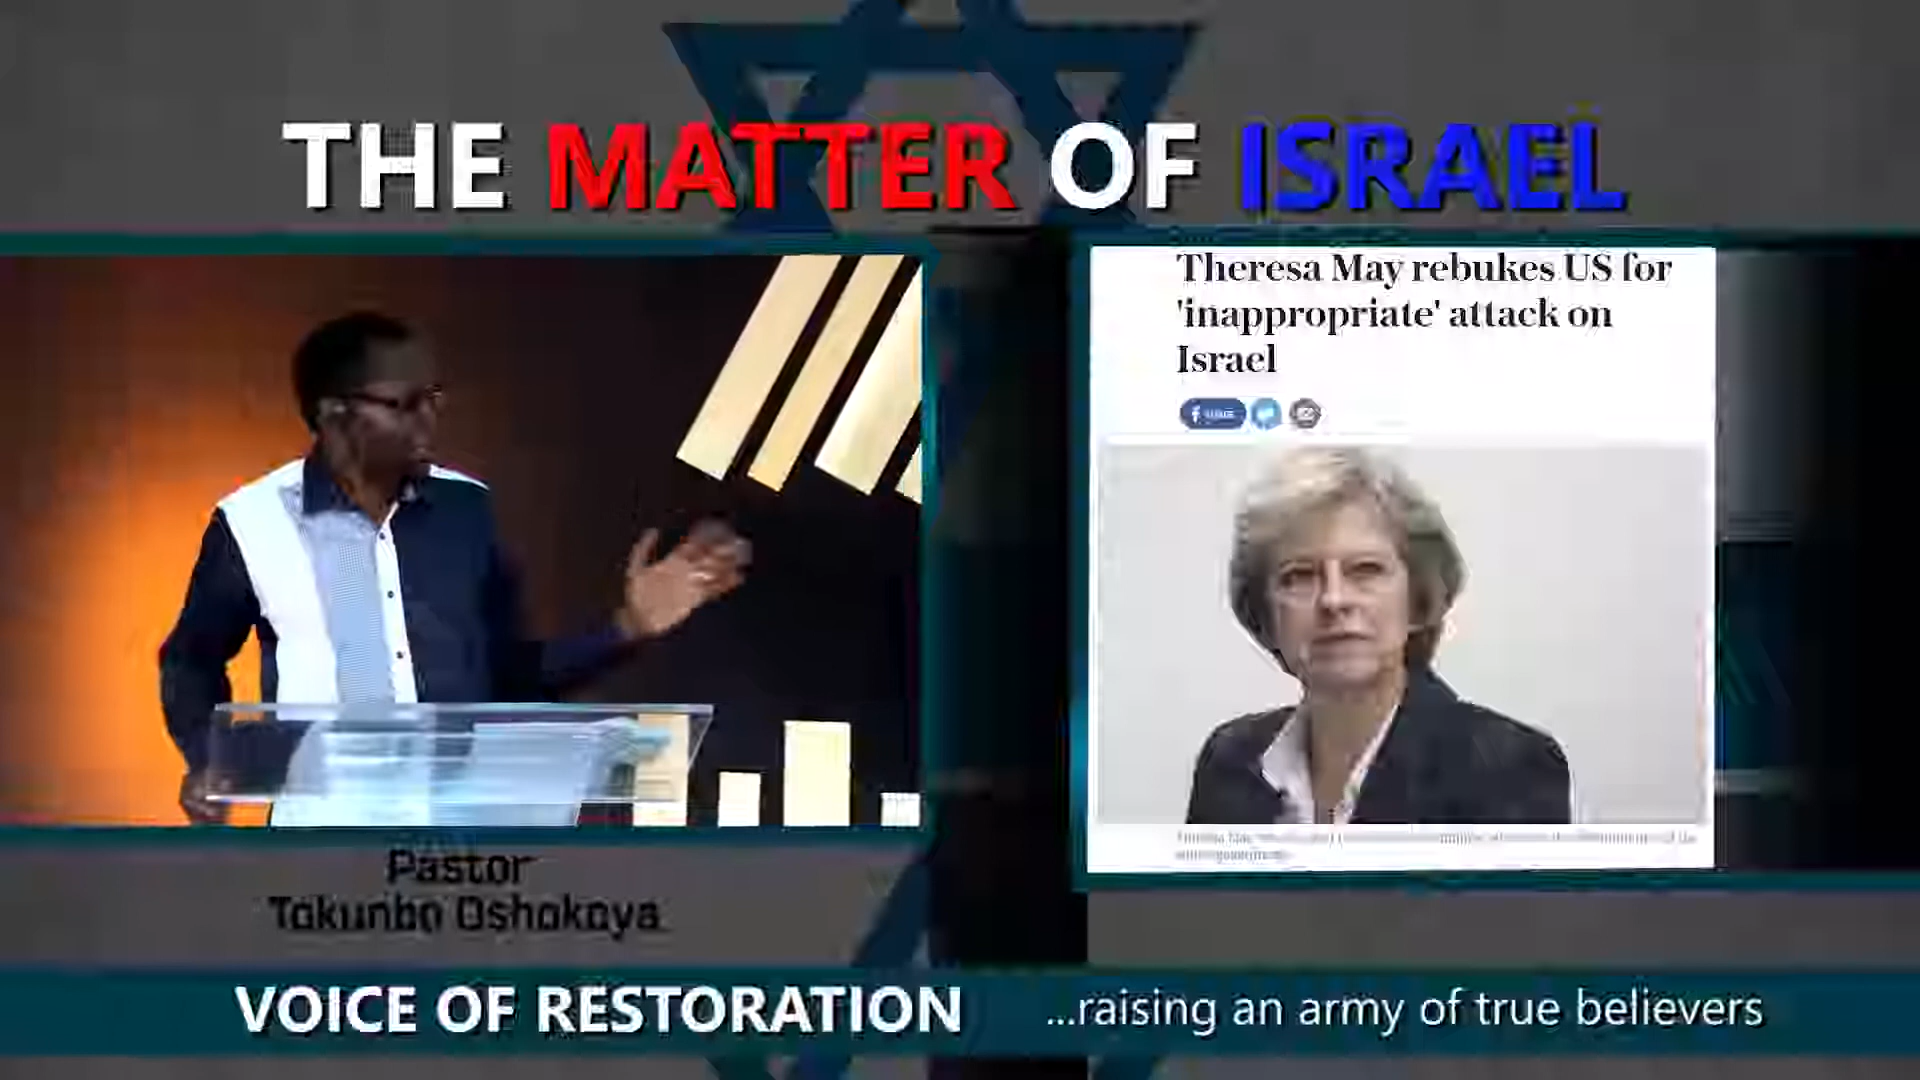 THE MATTER OF ISRAEL
Theresa May rebukes US for
'inappropriate' attack on
Israel
Pastor
Tokunbo Oshokoya
VOICE OF RESTORATION
...raising an army of true believers